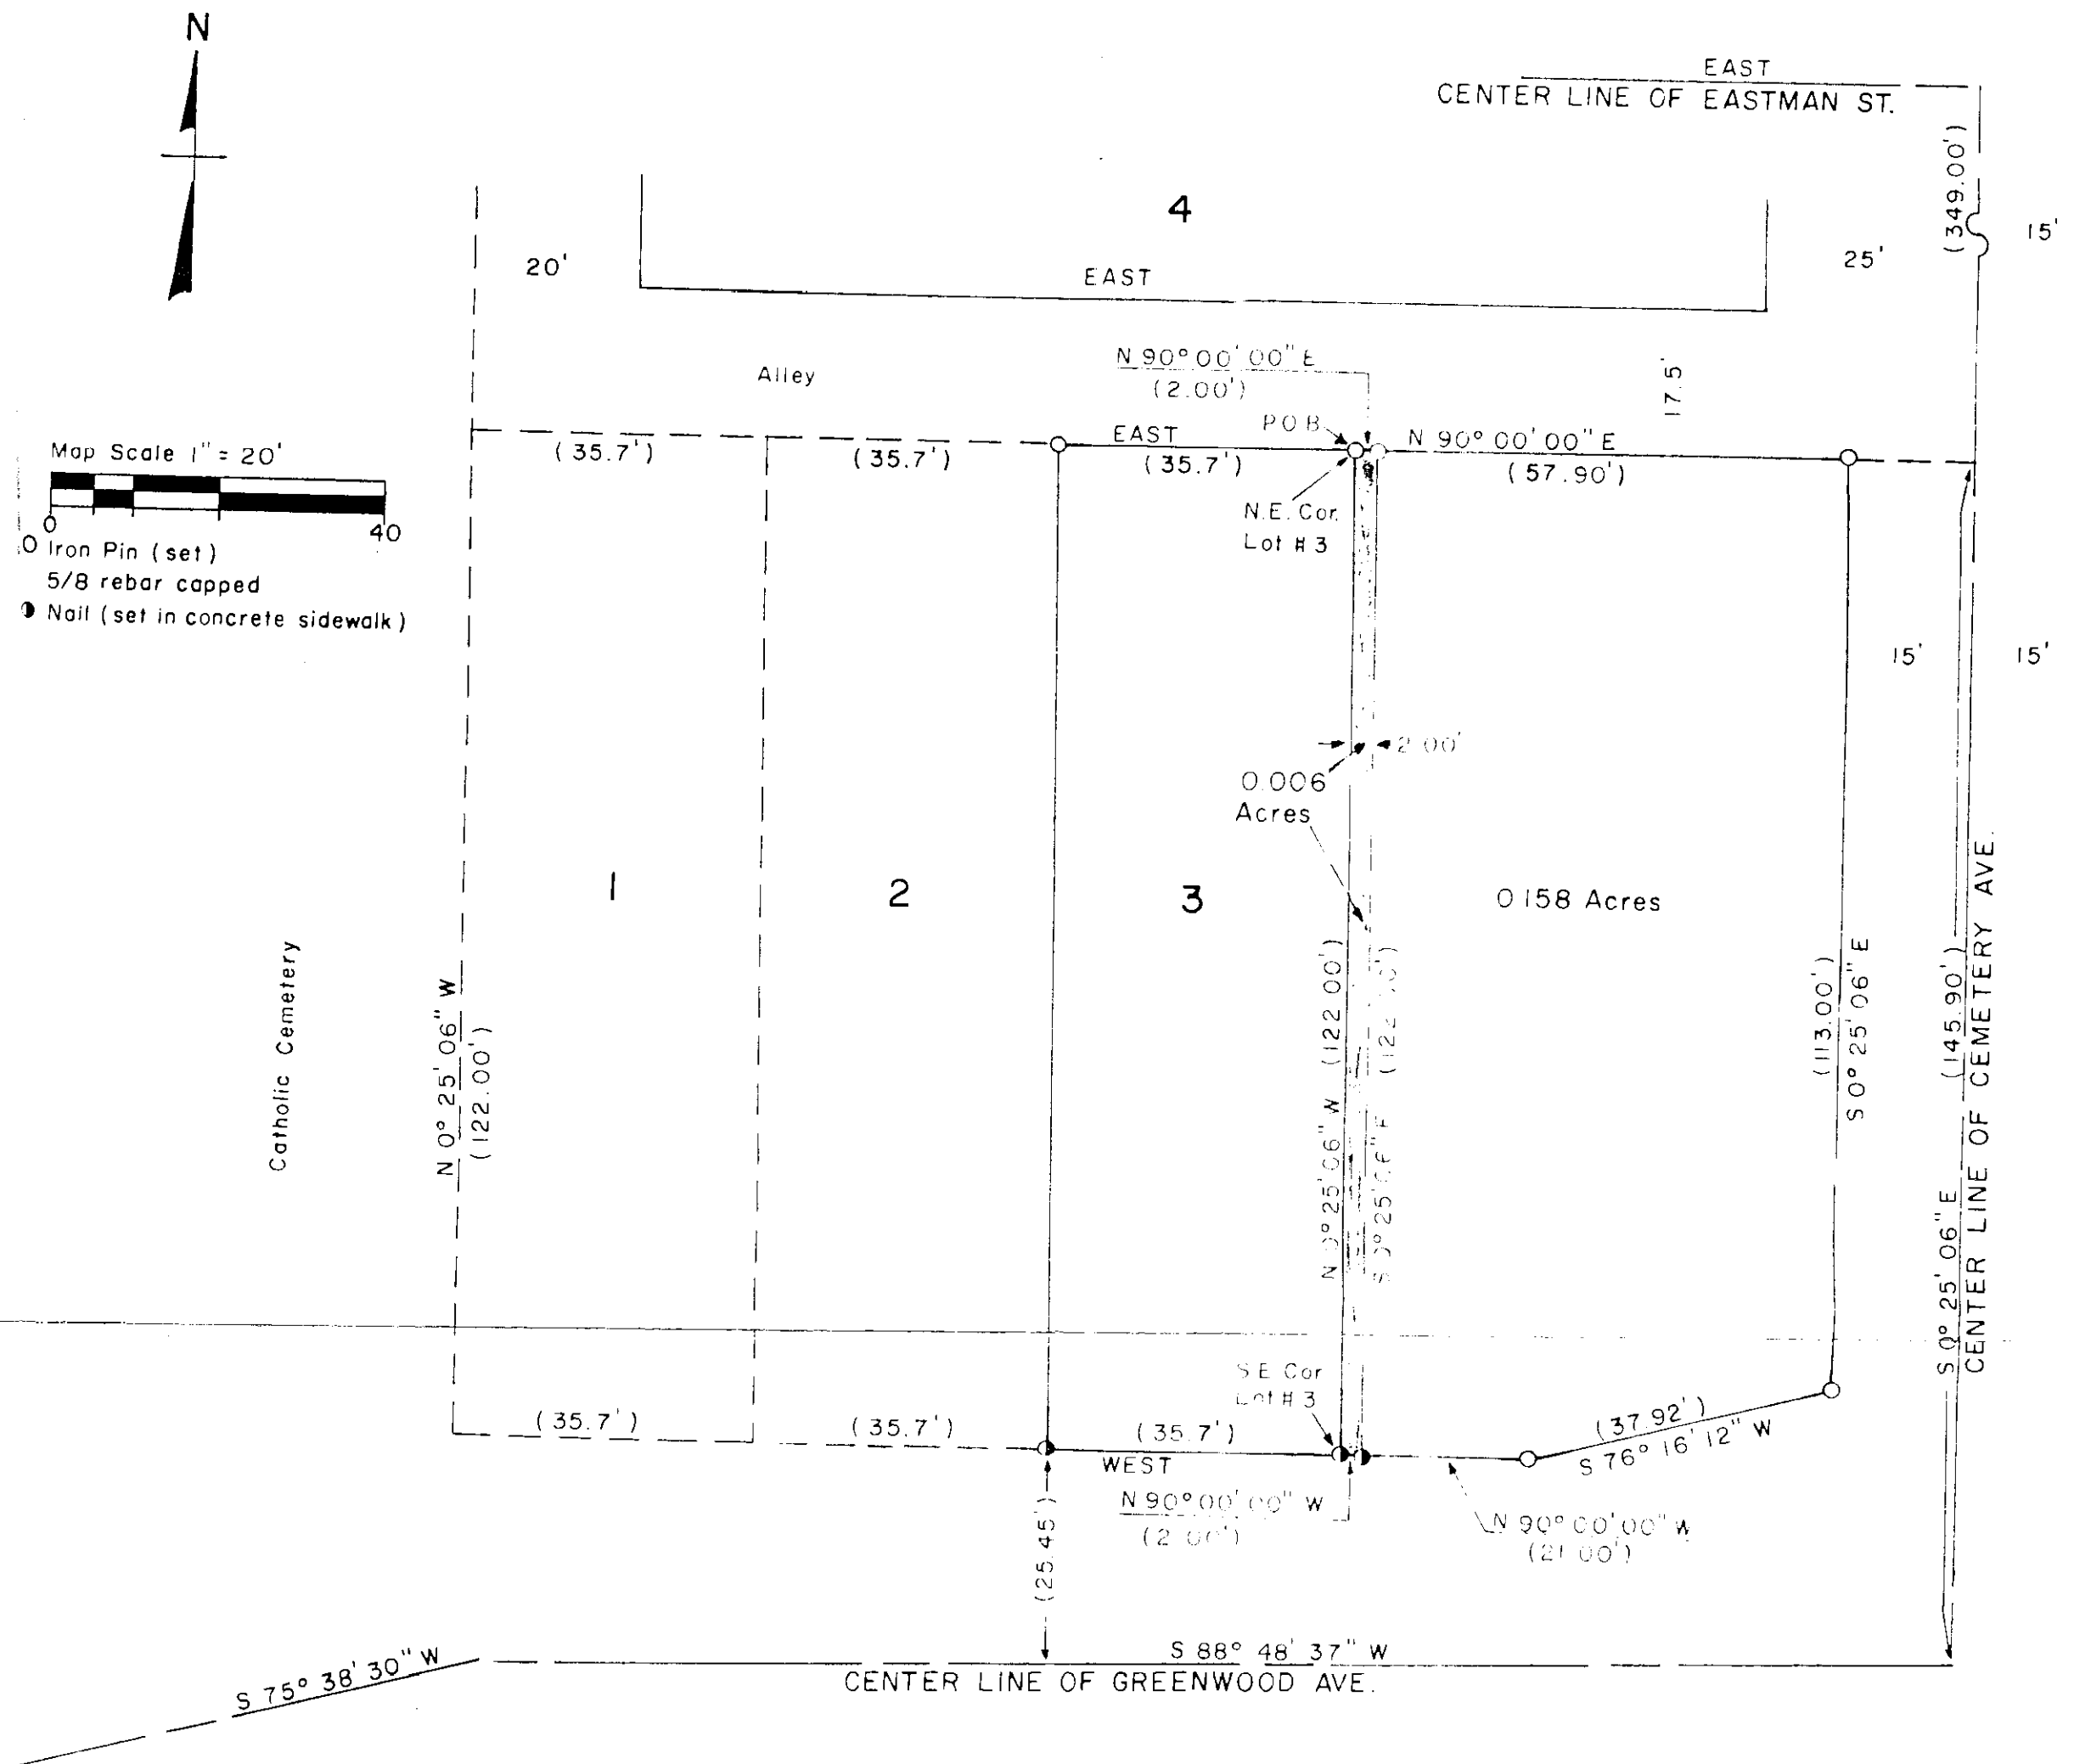 N
EAST
CENTER LINE OF EASTMAN ST.
(349.00')
15'
4
20'
25'
EAST
N 90° 00' 00" E
(2.00')
Alley
17.5'
P O B
EAST
N 90° 00' 00" E
(35.7')
(35.7')
(35.7')
(57.90')
Map Scale 1" = 20'
0
40
N.E. Cor.
Lot # 3
O Iron Pin (set)
5/8 rebar capped
Nail (set in concrete sidewalk)
15'
15'
2.00'
0.006
Acres
1
2
3
0.158 Acres
Catholic Cemetery
N 0° 25' 06" W
(122.00')
N 0° 25' 06" W (122.00')
S 0° 25' 06" E
(113.00')
S 0° 25' 06" E
(145.90')
S 0° 25' 06" E
CENTER LINE OF CEMETERY AVE.
S E Cor
Lot # 3
(35.7')
(35.7')
(35.7')
WEST
(37.92')
S 76° 16' 12" W
N 90° 00' 00" W
(2.00')
N 90° 00' 00" W
(21.00')
(25.45')
S 75° 38' 30" W
S 88° 48' 37" W
CENTER LINE OF GREENWOOD AVE.